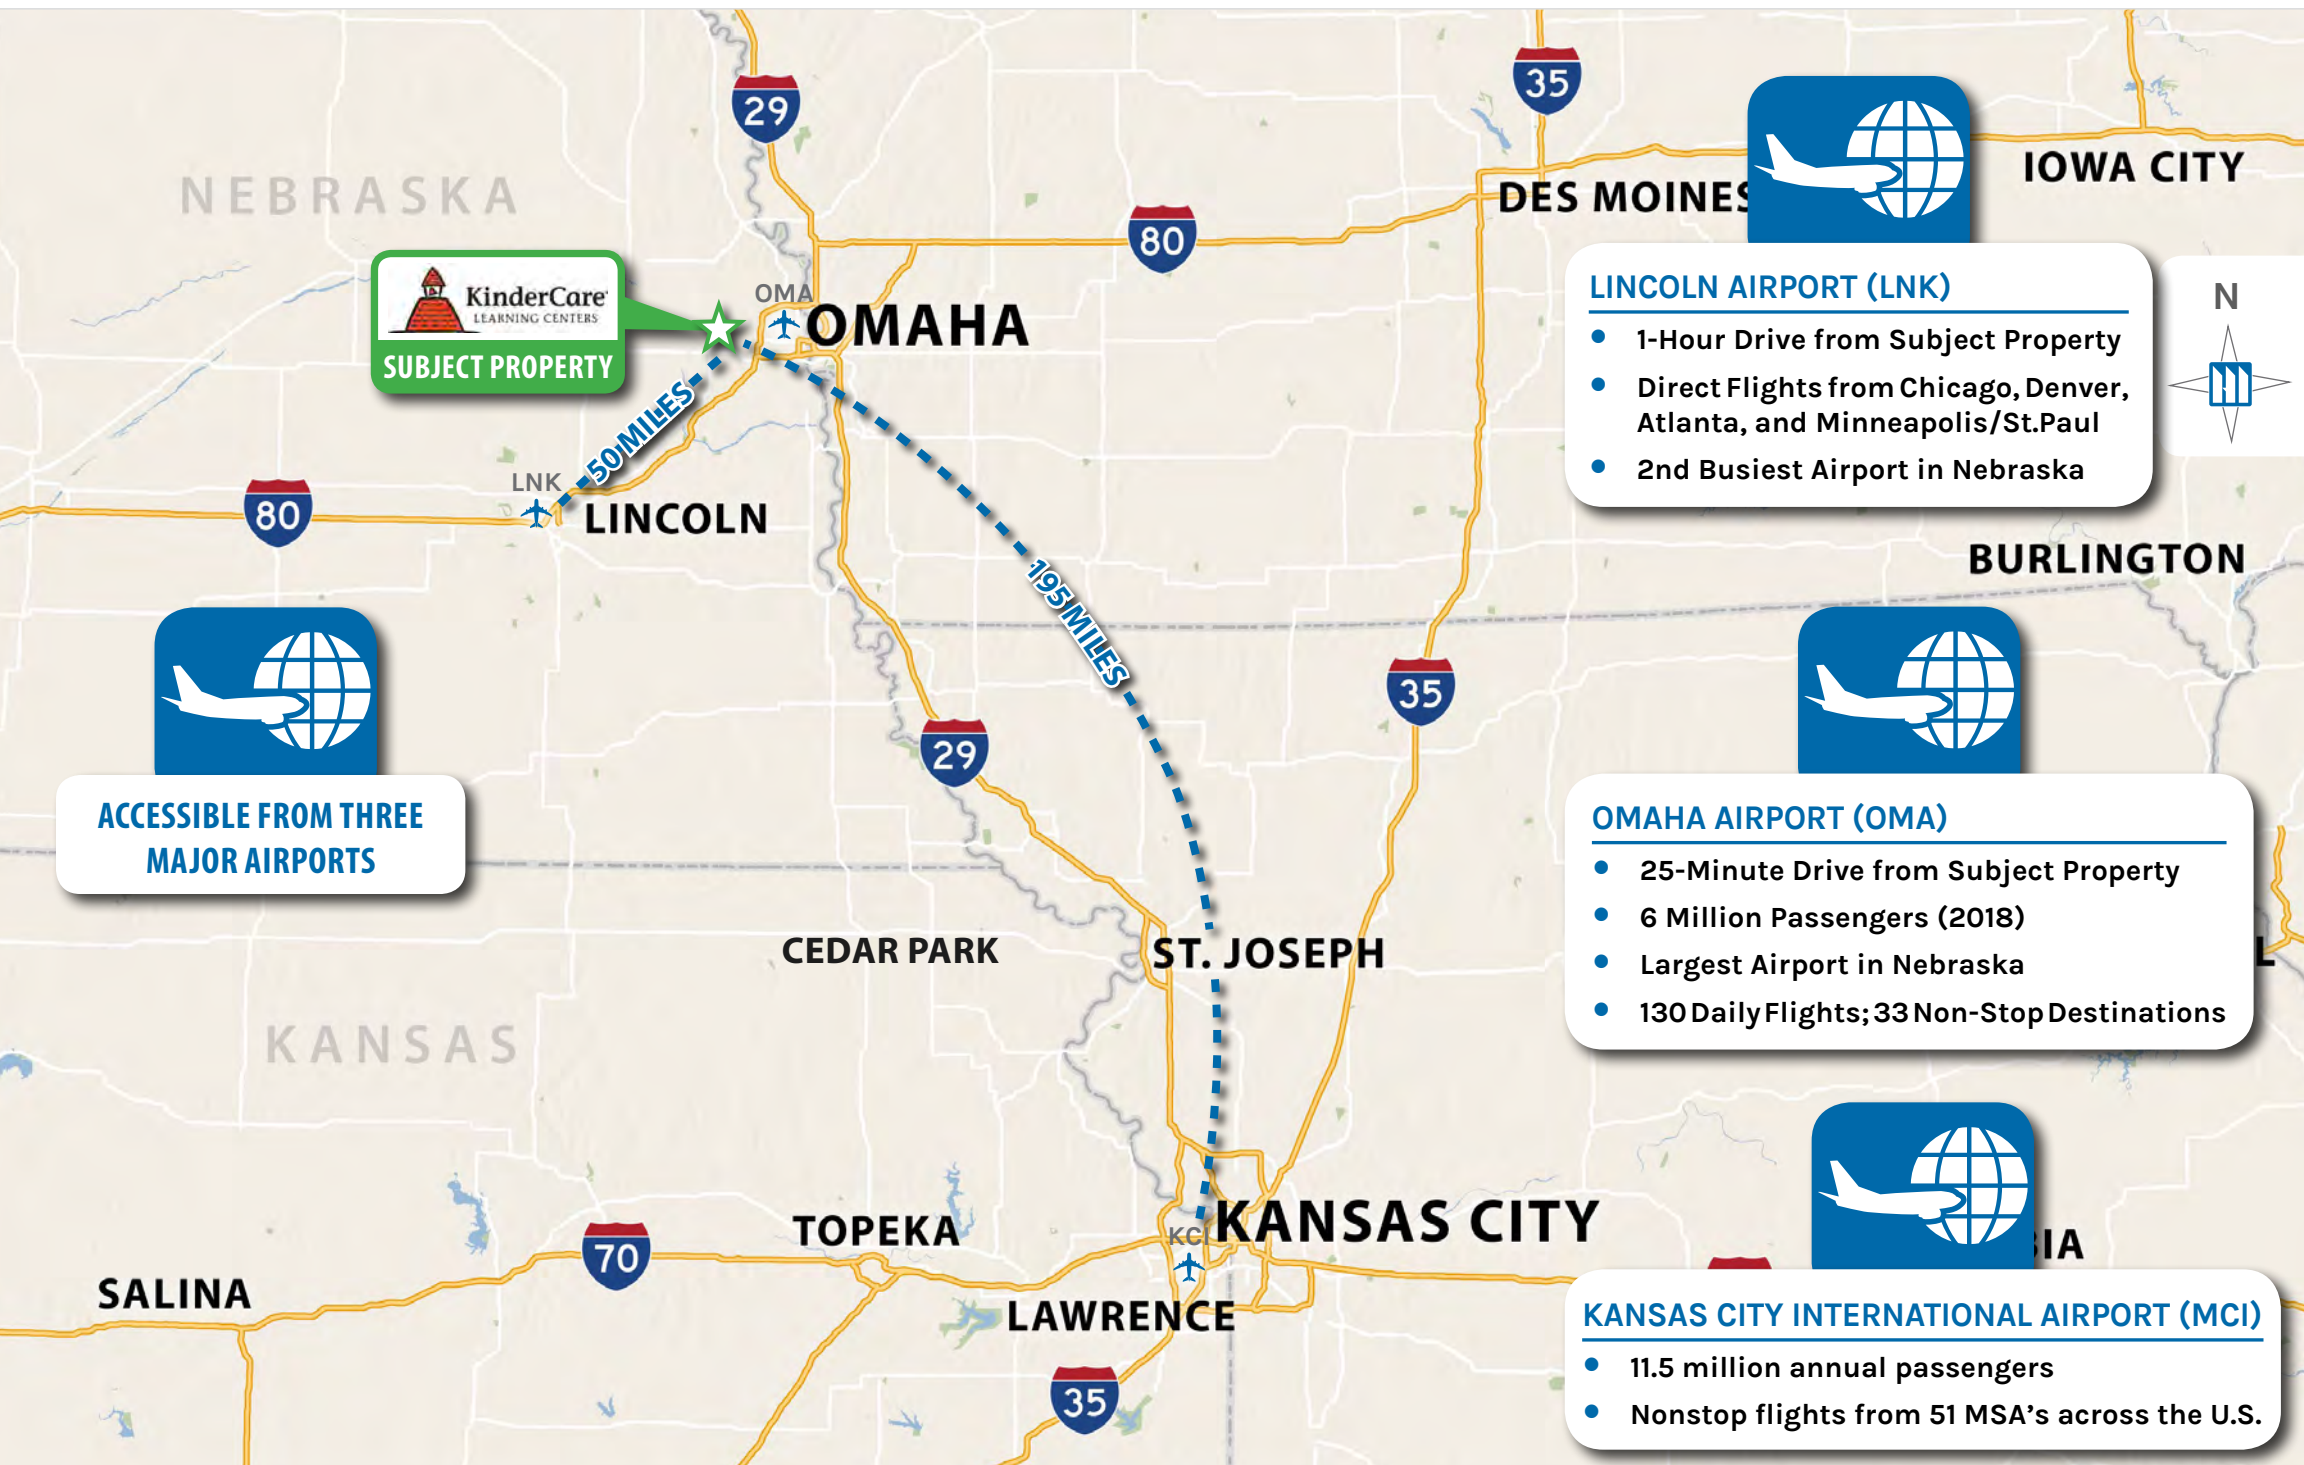 29
35
NEBRASKA
DES MOINES
IOWA CITY
80
KinderCare
LEARNING CENTERS
SUBJECT PROPERTY
OMA
OMAHA
LINCOLN AIRPORT (LNK)
1-Hour Drive from Subject Property
Direct Flights from Chicago, Denver,
Atlanta, and Minneapolis/St.Paul
2nd Busiest Airport in Nebraska
N
50 MILES
LNK
80
LINCOLN
195 MILES
BURLINGTON
35
29
ACCESSIBLE FROM THREE
MAJOR AIRPORTS
OMAHA AIRPORT (OMA)
25-Minute Drive from Subject Property
6 Million Passengers (2018)
Largest Airport in Nebraska
130 Daily Flights; 33 Non-Stop Destinations
L
CEDAR PARK
ST. JOSEPH
KANSAS
TOPEKA
KCI
KANSAS CITY
IA
70
SALINA
LAWRENCE
35
KANSAS CITY INTERNATIONAL AIRPORT (MCI)
11.5 million annual passengers
Nonstop flights from 51 MSA's across the U.S.